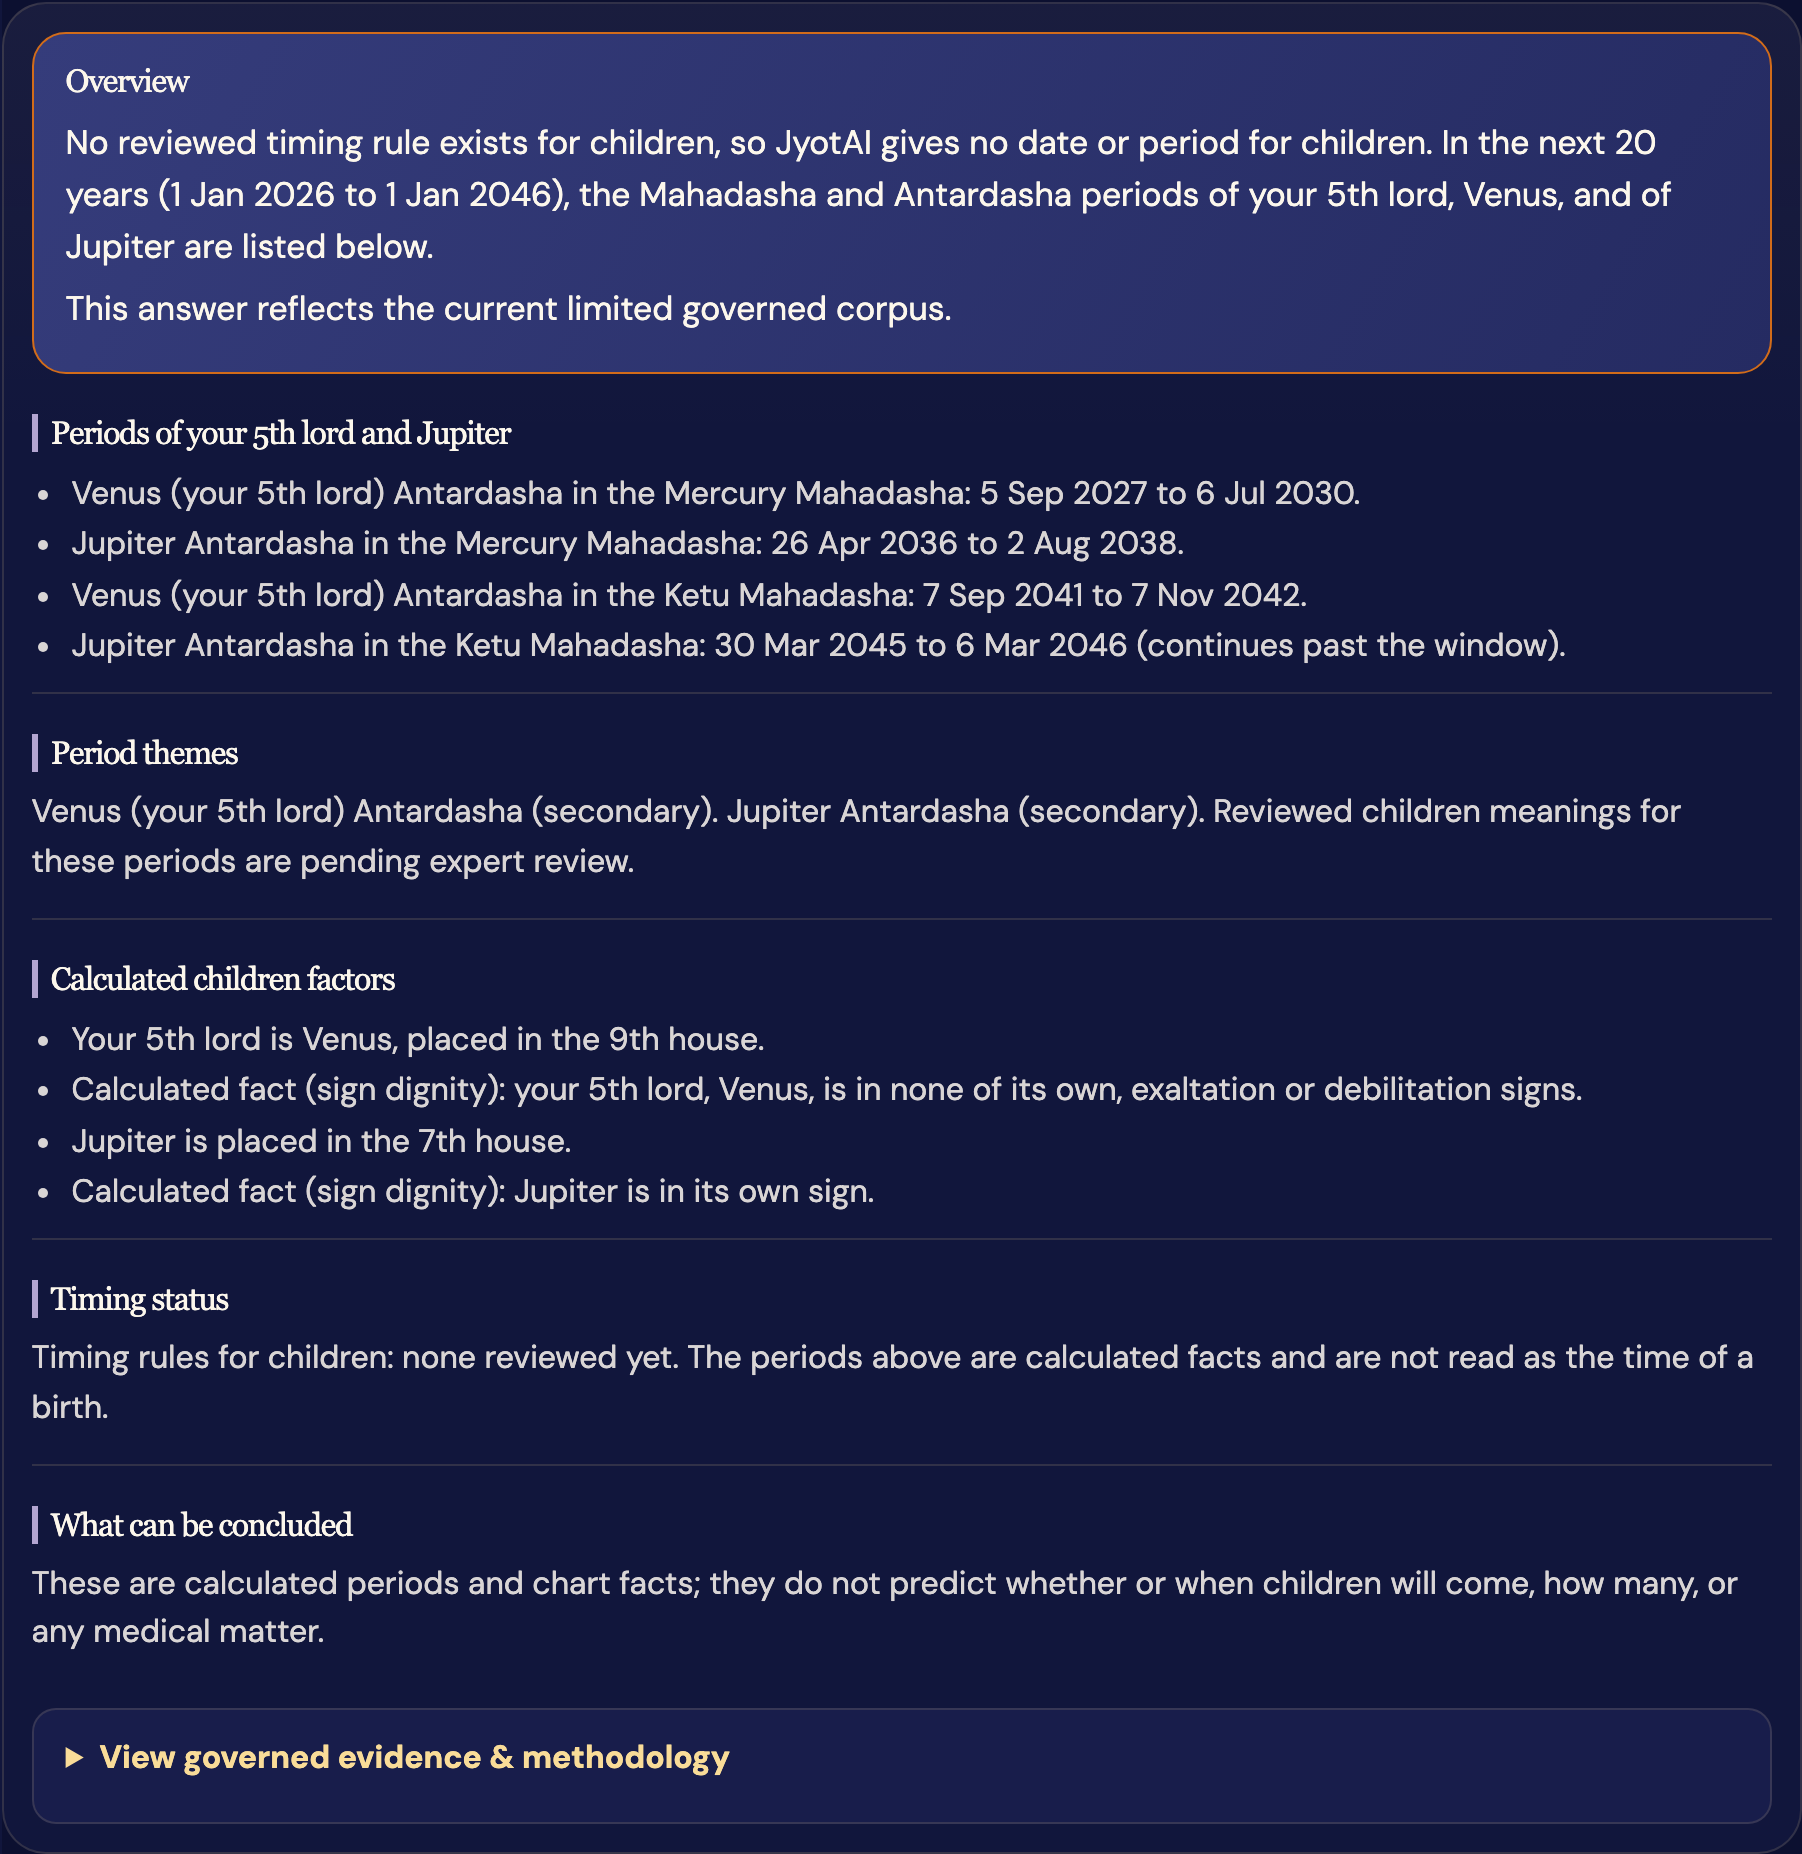 Overview
No reviewed timing rule exists for children, so JyotAI gives no date or period for children. In the next 20
years (1 Jan 2026 to 1 Jan 2046), the Mahadasha and Antardasha periods of your 5th lord, Venus, and of
Jupiter are listed below.
This answer reflects the current limited governed corpus.
Periods of your 5th lord and Jupiter
• Venus (your 5th lord) Antardasha in the Mercury Mahadasha: 5 Sep 2027 to 6 Jul 2030.
• Jupiter Antardasha in the Mercury Mahadasha: 26 Apr 2036 to 2 Aug 2038.
• Venus (your 5th lord) Antardasha in the Ketu Mahadasha: 7 Sep 2041 to 7 Nov 2042.
• Jupiter Antardasha in the Ketu Mahadasha: 30 Mar 2045 to 6 Mar 2046 (continues past the window).
Period themes
Venus (your 5th lord) Antardasha (secondary). Jupiter Antardasha (secondary). Reviewed children meanings for
these periods are pending expert review.
Calculated children factors
• Your 5th lord is Venus, placed in the 9th house.
• Calculated fact (sign dignity): your 5th lord, Venus, is in none of its own, exaltation or debilitation signs.
• Jupiter is placed in the 7th house.
• Calculated fact (sign dignity): Jupiter is in its own sign.
Timing status
Timing rules for children: none reviewed yet. The periods above are calculated facts and are not read as the time of a
birth.
What can be concluded
These are calculated periods and chart facts; they do not predict whether or when children will come, how many, or
any medical matter.
▶ View governed evidence & methodology